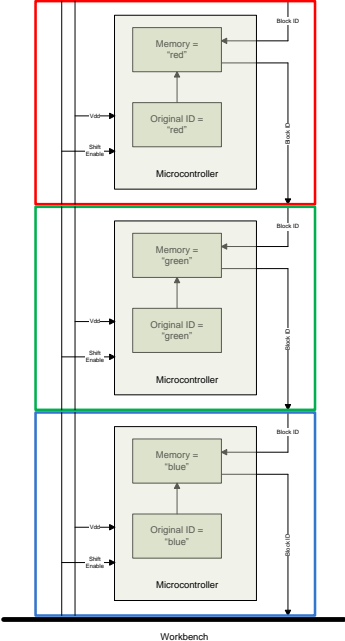 Block ID
Memory =
"red"
Original ID =
"red"
Vdd
Shift
Enable
Block ID
Microcontroller
Block ID
Memory =
"green"
Original ID =
"green"
Vdd
Shift
Enable
Block ID
Microcontroller
Block ID
Memory =
"blue"
Original ID =
"blue"
Vdd
Shift
Enable
Block ID
Microcontroller
Workbench